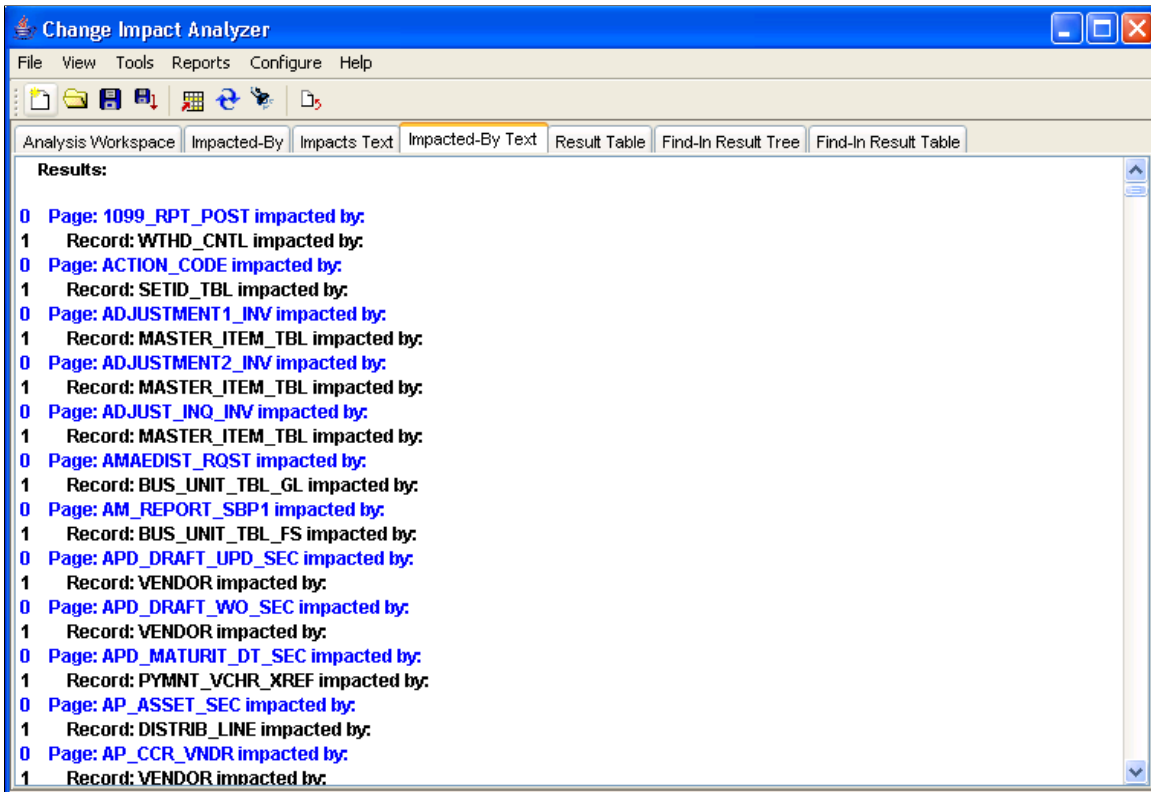 Change Impact Analyzer
File View Tools Reports Configure Help
Analysis Workspace Impacted-By Impacts Text Impacted-By Text Result Table Find-In Result Tree Find-In Result Table
Results:
0 Page: 1099_RPT_POST impacted by:
1 Record: WTHD_CNTL impacted by:
0 Page: ACTION_CODE impacted by:
1 Record: SETID_TBL impacted by:
0 Page: ADJUSTMENT1_INV impacted by:
1 Record: MASTER_ITEM_TBL impacted by:
0 Page: ADJUSTMENT2_INV impacted by:
1 Record: MASTER_ITEM_TBL impacted by:
0 Page: ADJUST_INQ_INV impacted by:
1 Record: MASTER_ITEM_TBL impacted by:
0 Page: AMAEDIST_RQST impacted by:
1 Record: BUS_UNIT_TBL_GL impacted by:
0 Page: AM_REPORT_SBP1 impacted by:
1 Record: BUS_UNIT_TBL_FS impacted by:
0 Page: APD_DRAFT_UPD_SEC impacted by:
1 Record: VENDOR impacted by:
0 Page: APD_DRAFT_WO_SEC impacted by:
1 Record: VENDOR impacted by:
0 Page: APD_MATURIT_DT_SEC impacted by:
1 Record: PYMNT_VCHR_XREF impacted by:
0 Page: AP_ASSET_SEC impacted by:
1 Record: DISTRIB_LINE impacted by:
0 Page: AP_CCR_VNDR impacted by:
1 Record: VENDOR impacted by: